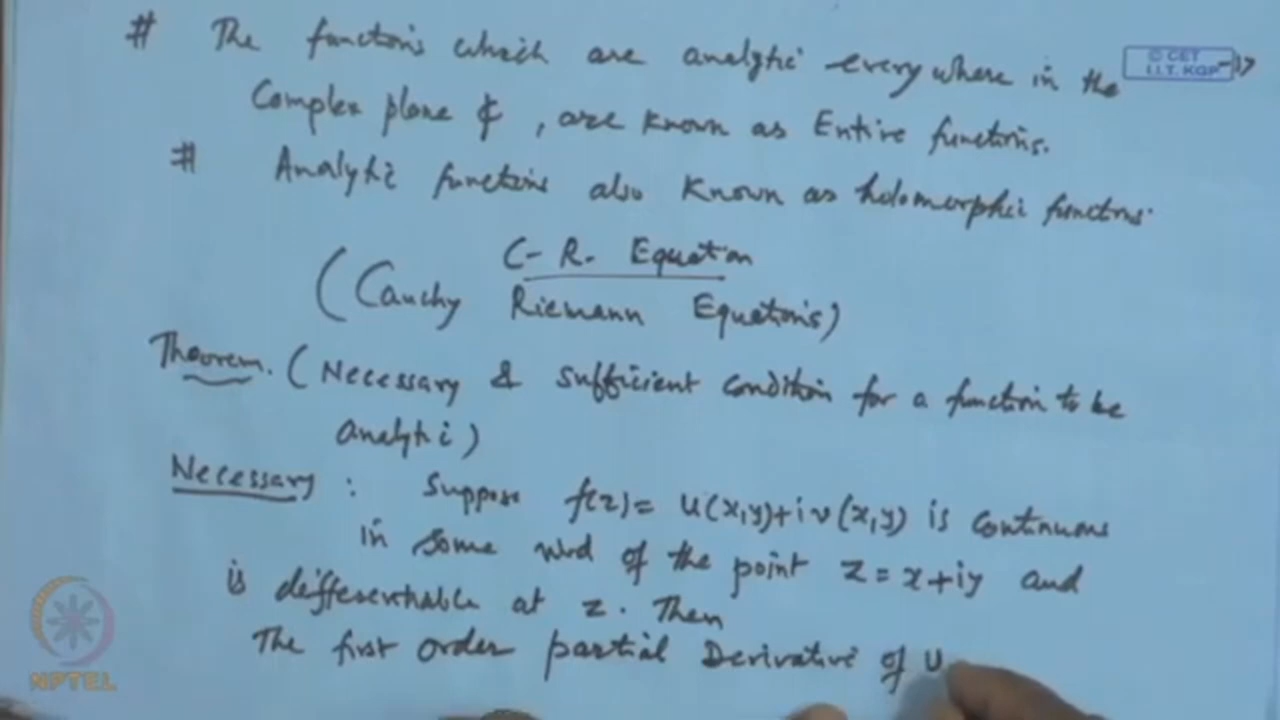 # The functions which are analytic everywhere in the
© CET
I.I.T. KGP
-17
Complex plane ₵, are known as Entire functions.
# Analytic functions also known as holomorphic functions.
C-R. Equation
(Cauchy Riemann Equations)
Theorem. (Necessary & sufficient condition for a function to be
analytic)
Necessary : Suppose f(z) = u(x,y)+iv(x,y) is continuous
in some nbd of the point z = x+iy and
is differentiable at z. Then
The first order partial Derivative of u
NPTEL